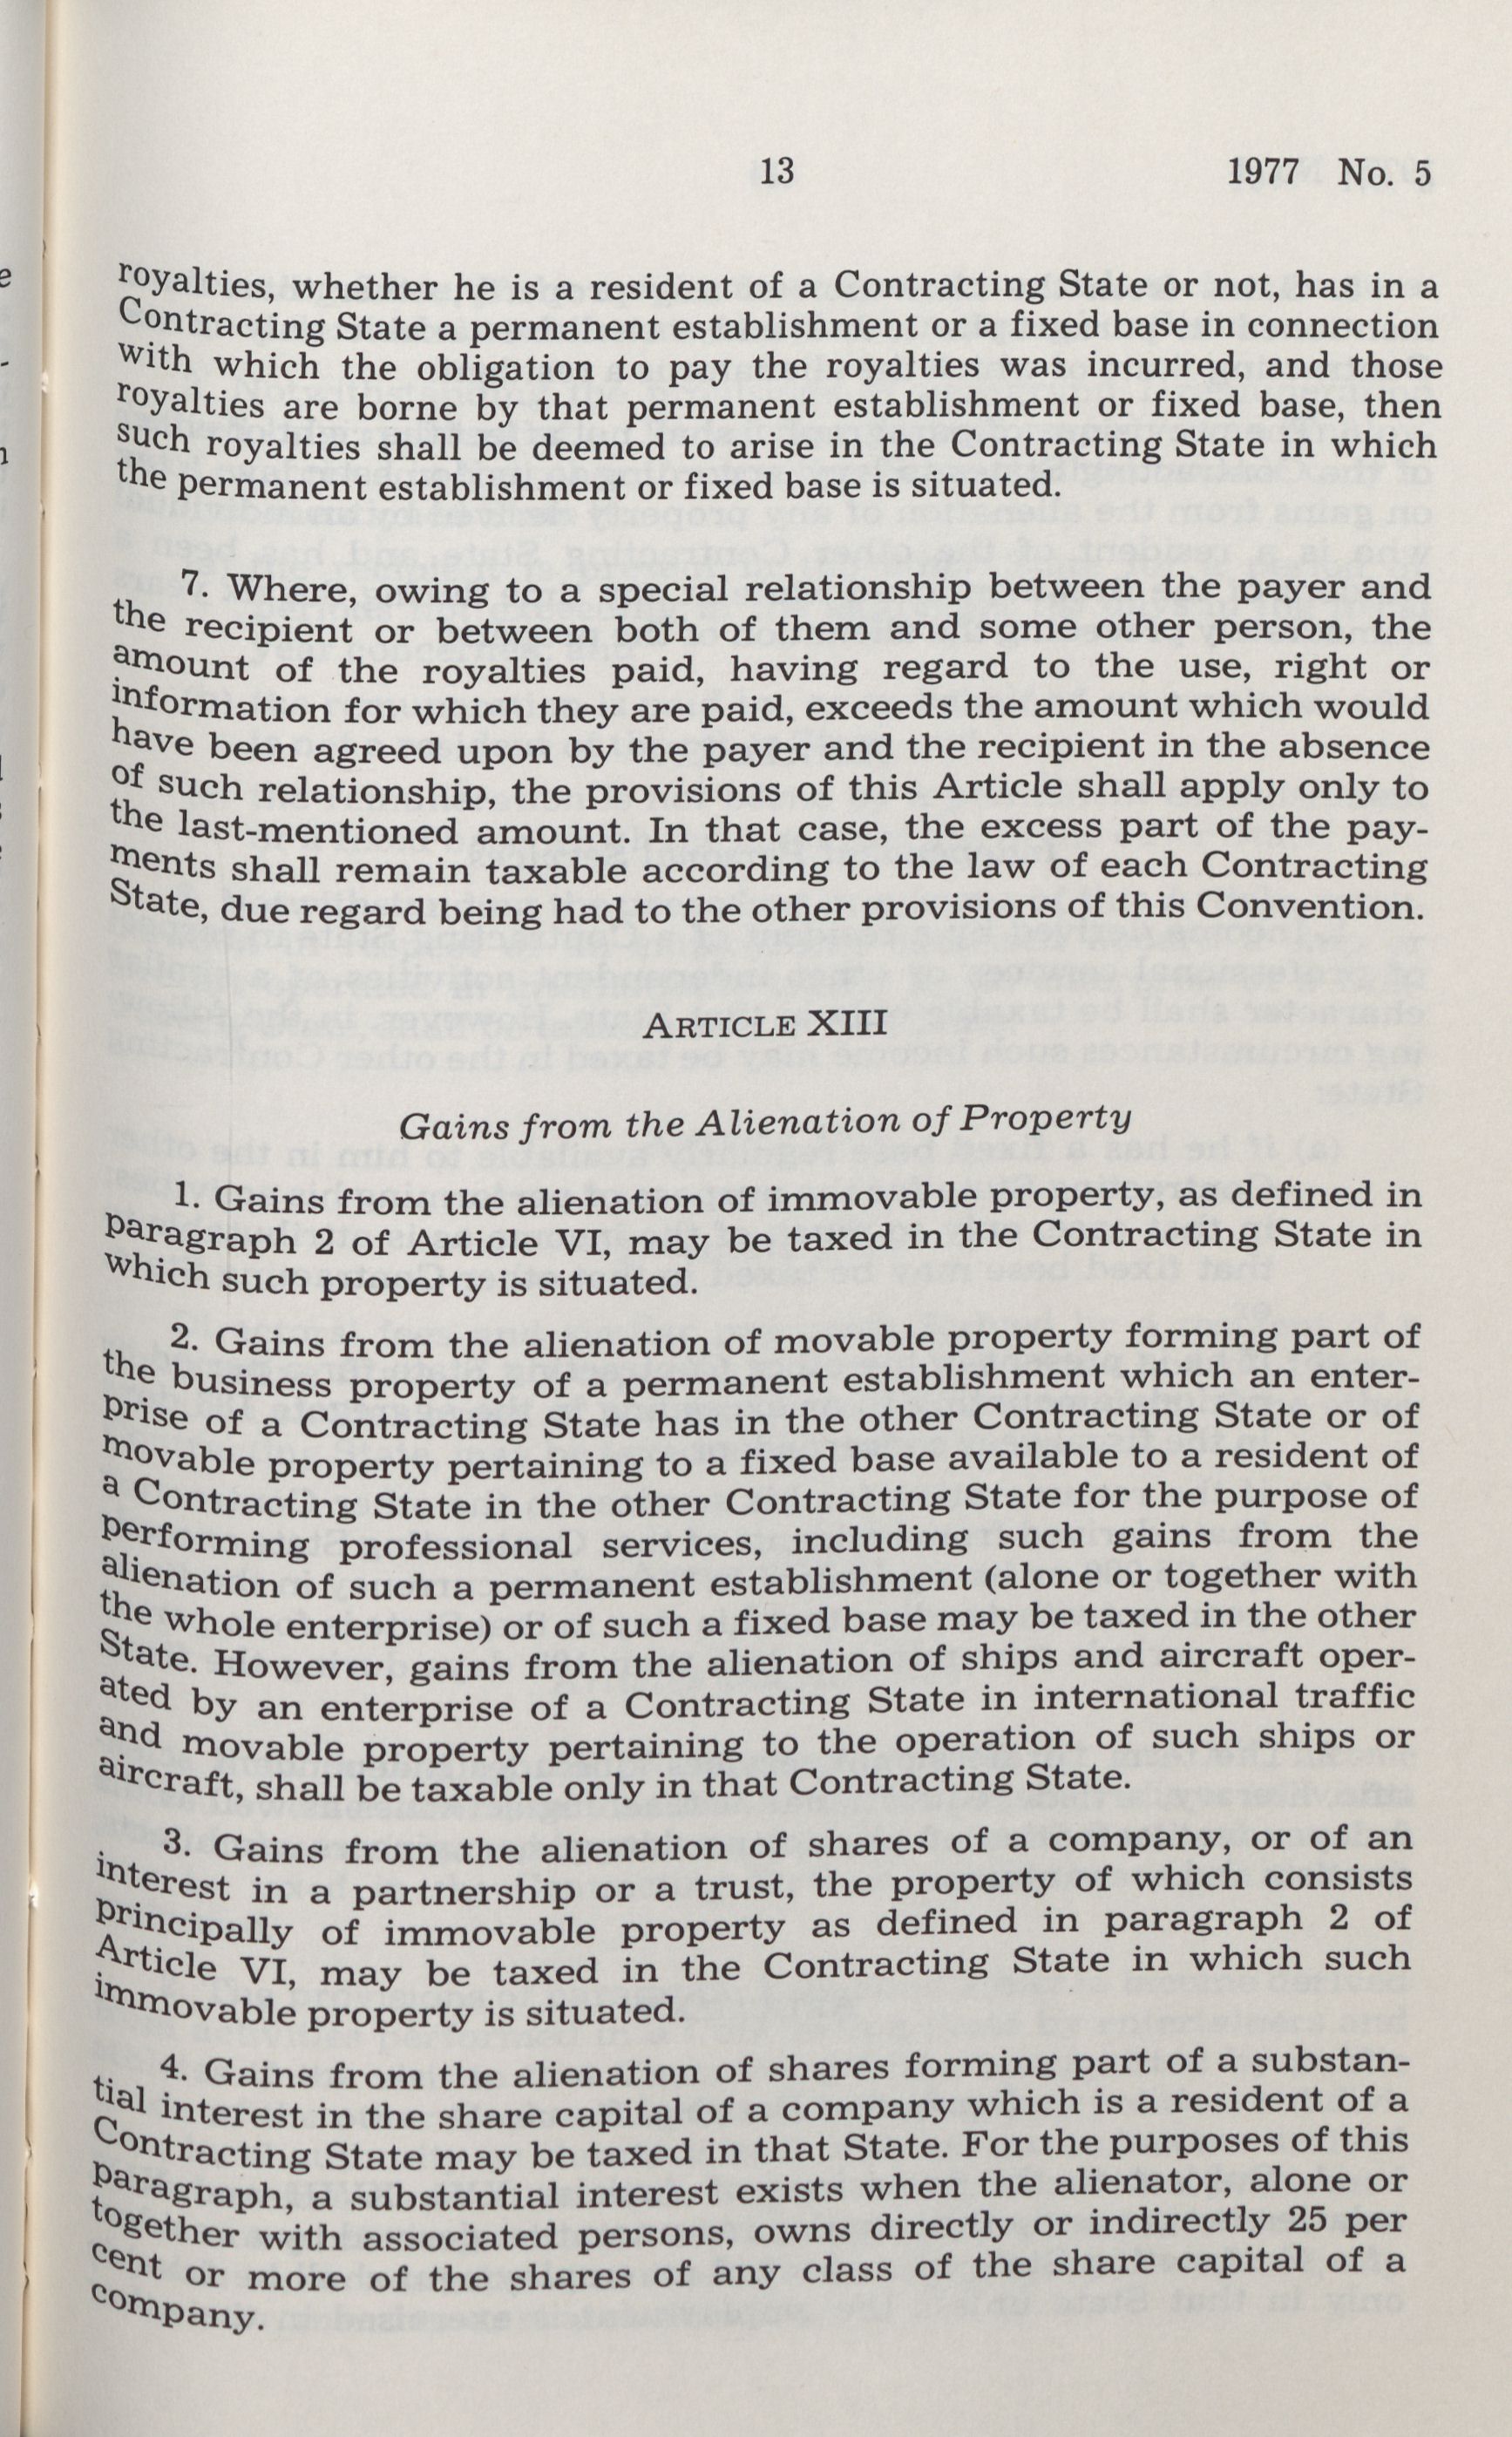 13 1977 No. 5
royalties, whether he is a resident of a Contracting State or not, has in a
Contracting State a permanent establishment or a fixed base in connection
with which the obligation to pay the royalties was incurred, and those
royalties are borne by that permanent establishment or fixed base, then
such royalties shall be deemed to arise in the Contracting State in which
the permanent establishment or fixed base is situated.
7. Where, owing to a special relationship between the payer and
the recipient or between both of them and some other person, the
amount of the royalties paid, having regard to the use, right or
information for which they are paid, exceeds the amount which would
have been agreed upon by the payer and the recipient in the absence
of such relationship, the provisions of this Article shall apply only to
the last-mentioned amount. In that case, the excess part of the pay-
ments shall remain taxable according to the law of each Contracting
State, due regard being had to the other provisions of this Convention.
ARTICLE XIII
Gains from the Alienation of Property
1. Gains from the alienation of immovable property, as defined in
paragraph 2 of Article VI, may be taxed in the Contracting State in
which such property is situated.
2. Gains from the alienation of movable property forming part of
the business property of a permanent establishment which an enter-
prise of a Contracting State has in the other Contracting State or of
movable property pertaining to a fixed base available to a resident of
a Contracting State in the other Contracting State for the purpose of
performing professional services, including such gains from the
alienation of such a permanent establishment (alone or together with
the whole enterprise) or of such a fixed base may be taxed in the other
State. However, gains from the alienation of ships and aircraft oper-
ated by an enterprise of a Contracting State in international traffic
and movable property pertaining to the operation of such ships or
aircraft, shall be taxable only in that Contracting State.
3. Gains from the alienation of shares of a company, or of an
interest in a partnership or a trust, the property of which consists
principally of immovable property as defined in paragraph 2 of
Article VI, may be taxed in the Contracting State in which such
immovable property is situated.
4. Gains from the alienation of shares forming part of a substan-
tial interest in the share capital of a company which is a resident of a
Contracting State may be taxed in that State. For the purposes of this
paragraph, a substantial interest exists when the alienator, alone or
together with associated persons, owns directly or indirectly 25 per
cent or more of the shares of any class of the share capital of a
company.